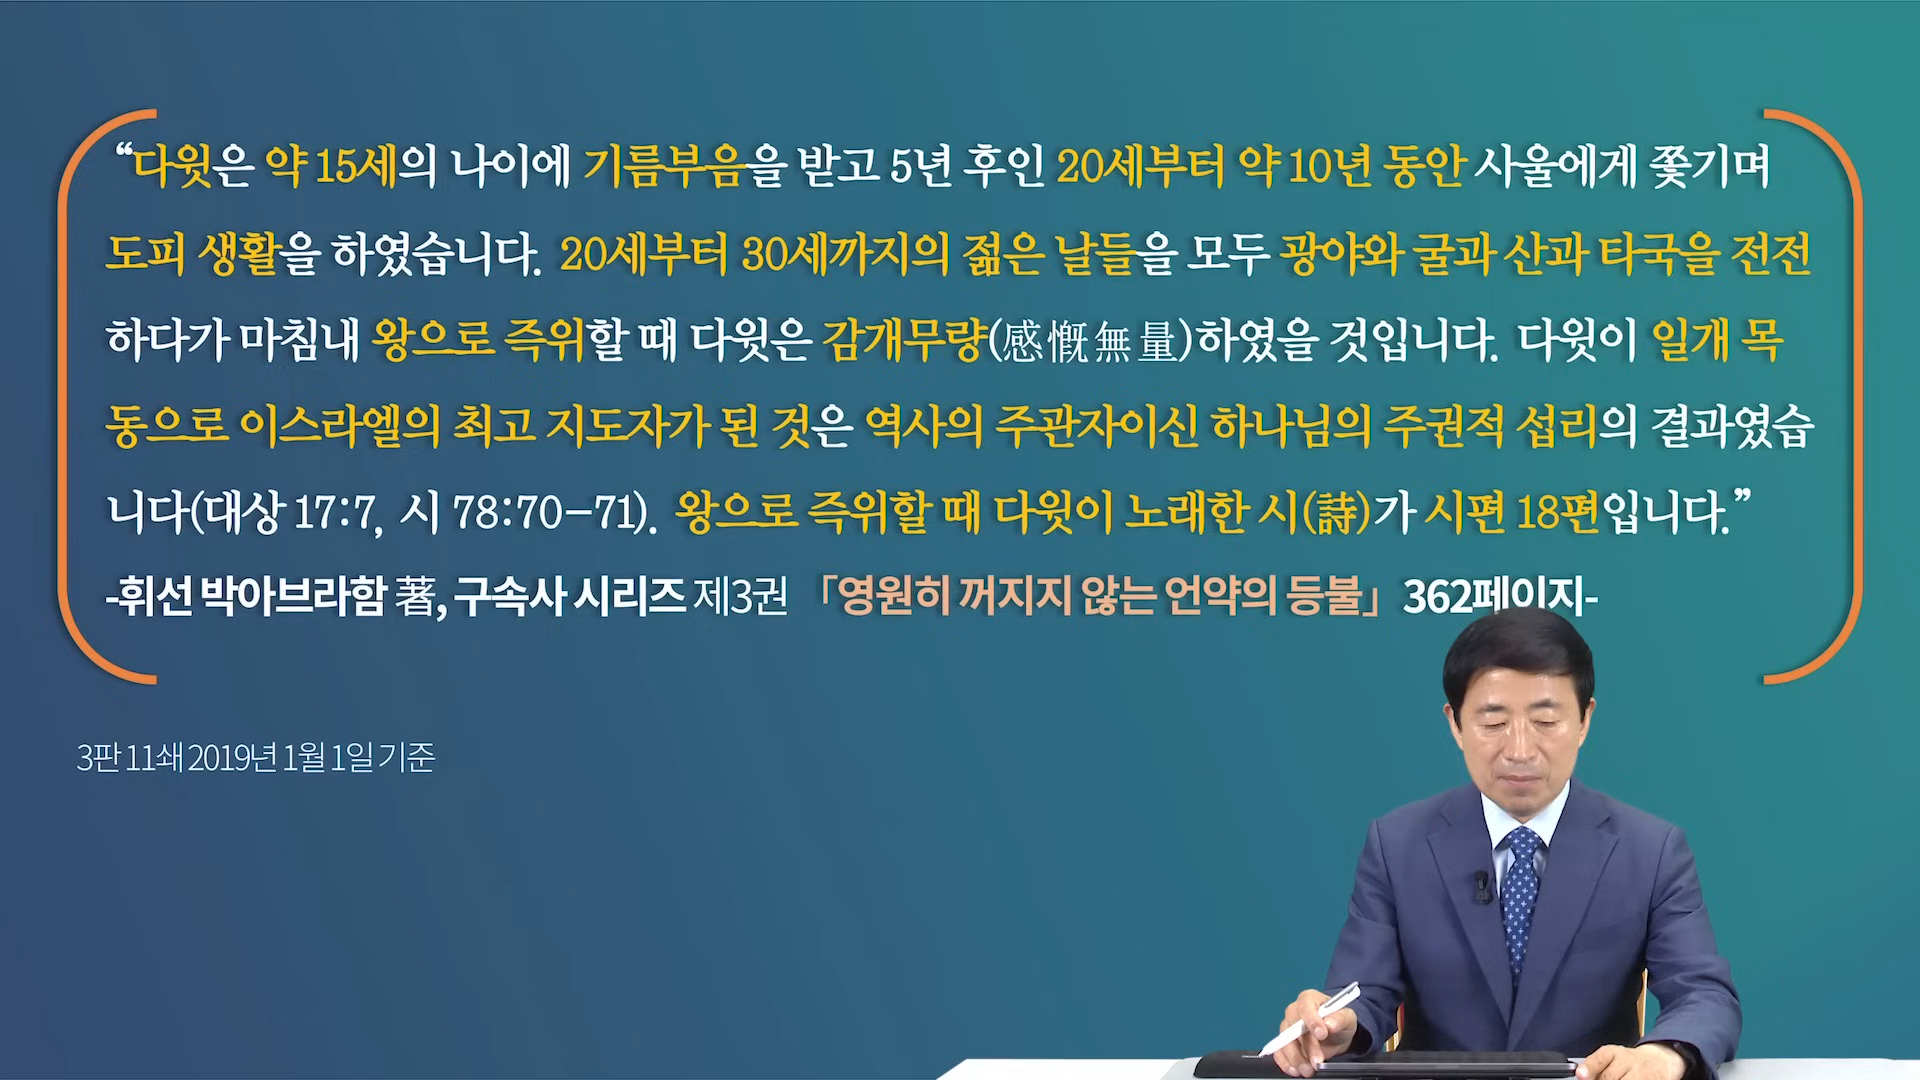 “다윗은 약 15세의 나이에 기름부음을 받고 5년 후인 20세부터 약 10년 동안 사울에게 쫓기며
도피 생활을 하였습니다. 20세부터 30세까지의 젊은 날들을 모두 광야와 굴과 산과 타국을 전전
하다가 마침내 왕으로 즉위할 때 다윗은 감개무량(感慨無量)하였을 것입니다. 다윗이 일개 목
동으로 이스라엘의 최고 지도자가 된 것은 역사의 주관자이신 하나님의 주권적 섭리의 결과였습
니다(대상 17:7, 시 78:70-71). 왕으로 즉위할 때 다윗이 노래한 시(詩)가 시편 18편입니다.”
-휘선 박아브라함 著, 구속사 시리즈 제3권 「영원히 꺼지지 않는 언약의 등불」 362페이지-
3판 11쇄 2019년 1월 1일 기준